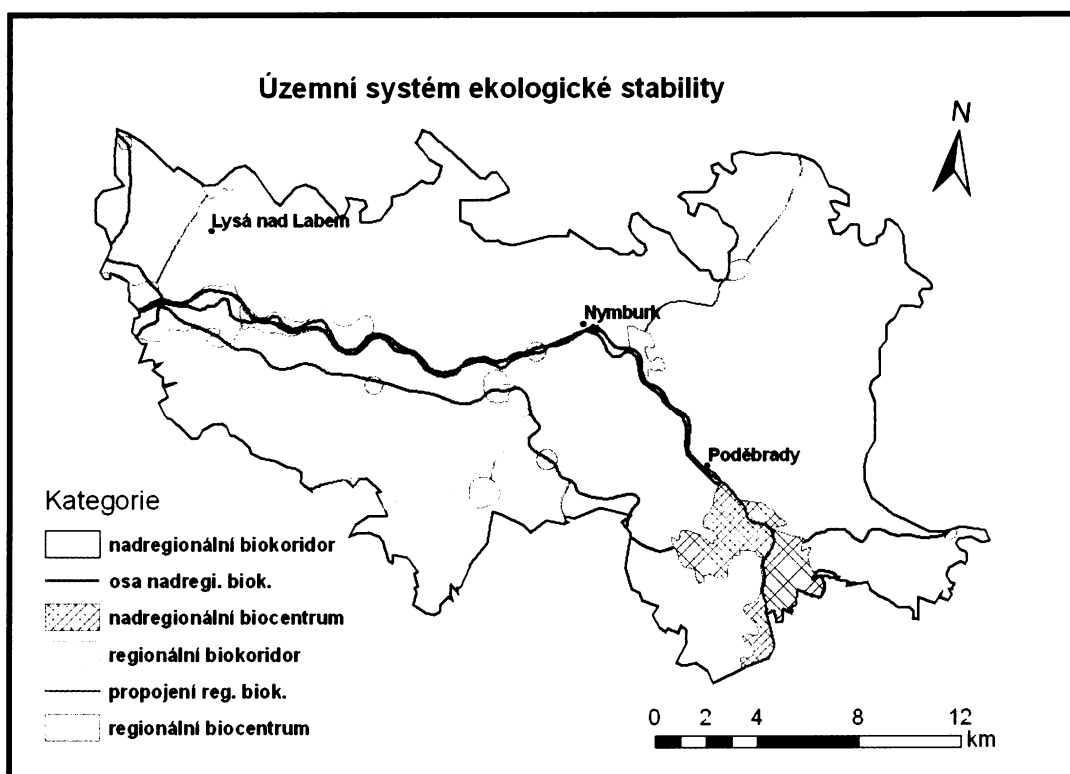 Územní systém ekologické stability
N
Lysá nad Labem
Nymburk
Poděbrady
Kategorie
nadregionální biokoridor
osa nadregi. biok.
nadregionální biocentrum
regionální biokoridor
propojení reg. biok.
regionální biocentrum
0 2 4 8 12
km